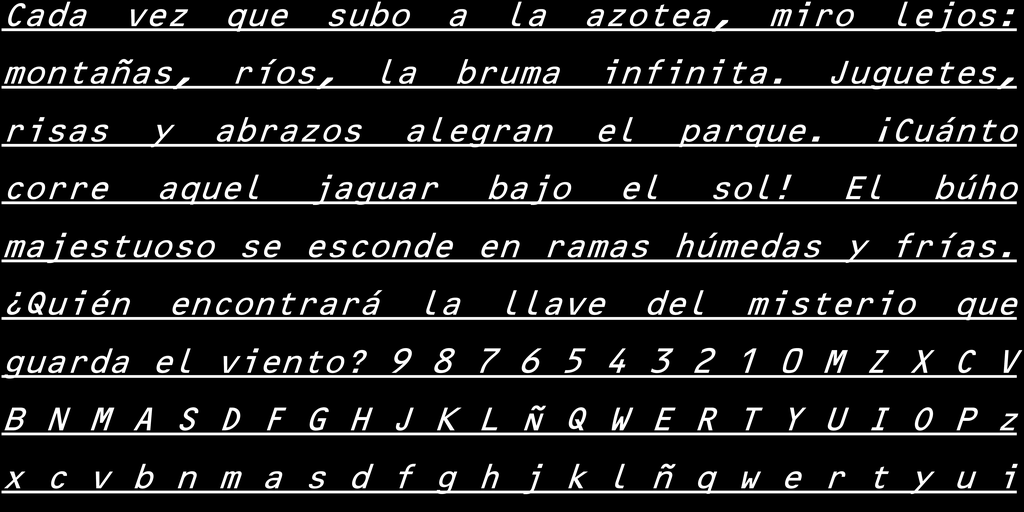 Cada vez que subo a la azotea, miro lejos:
montañas, ríos, la bruma infinita. Juguetes,
risas y abrazos alegran el parque. ¡Cuánto
corre aquel jaguar bajo el sol! El búho
majestuoso se esconde en ramas húmedas y frías.
¿Quién encontrará la llave del misterio que
guarda el viento? 9 8 7 6 5 4 3 2 1 0 M Z X C V
B N M A S D F G H J K L Ñ Q W E R T Y U I O P z
x c v b n m a s d f g h j k l ñ q w e r t y u i